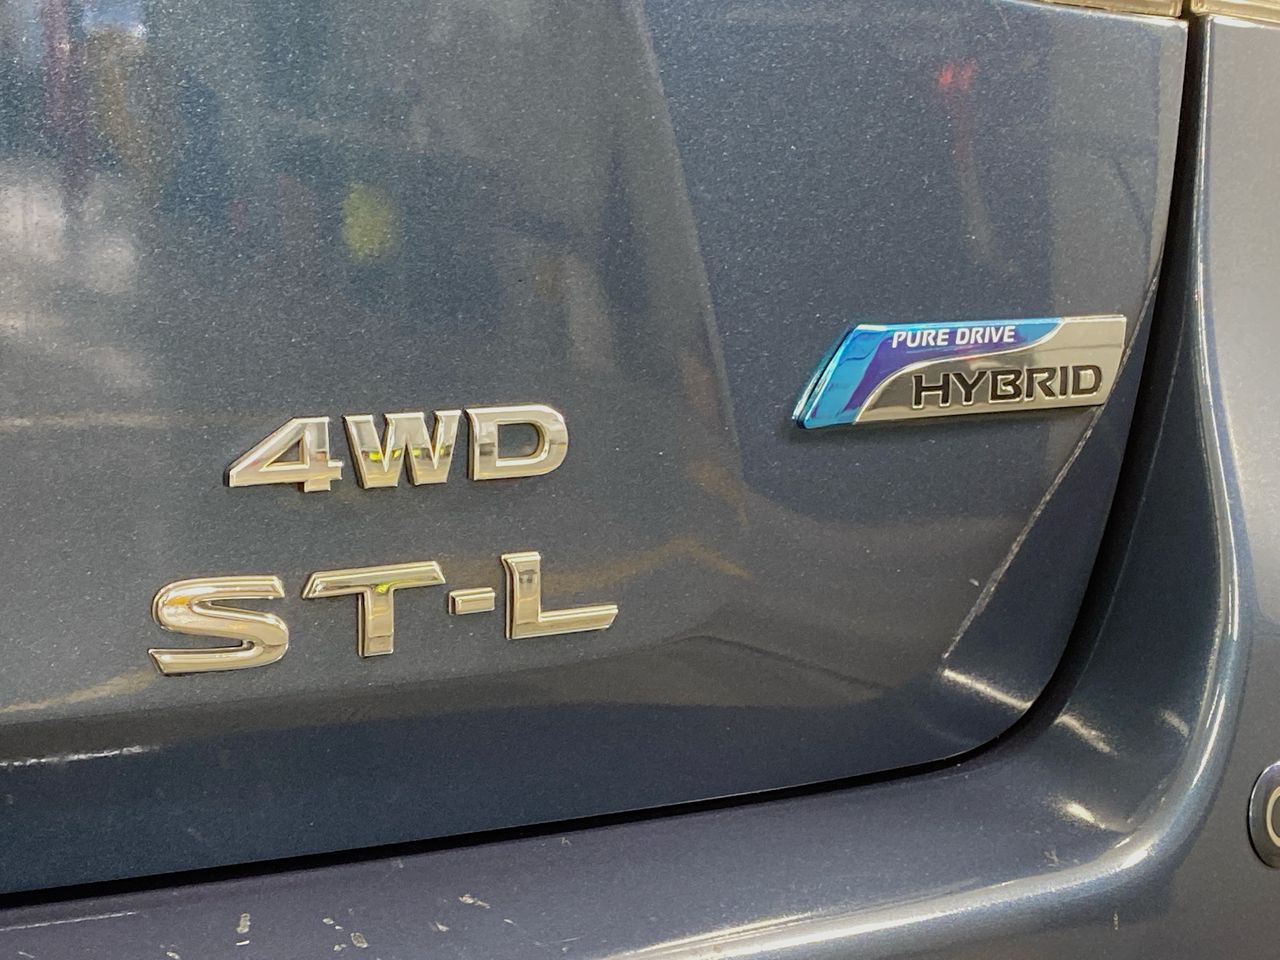 PURE DRIVE
HYBRID
4WD
ST-L